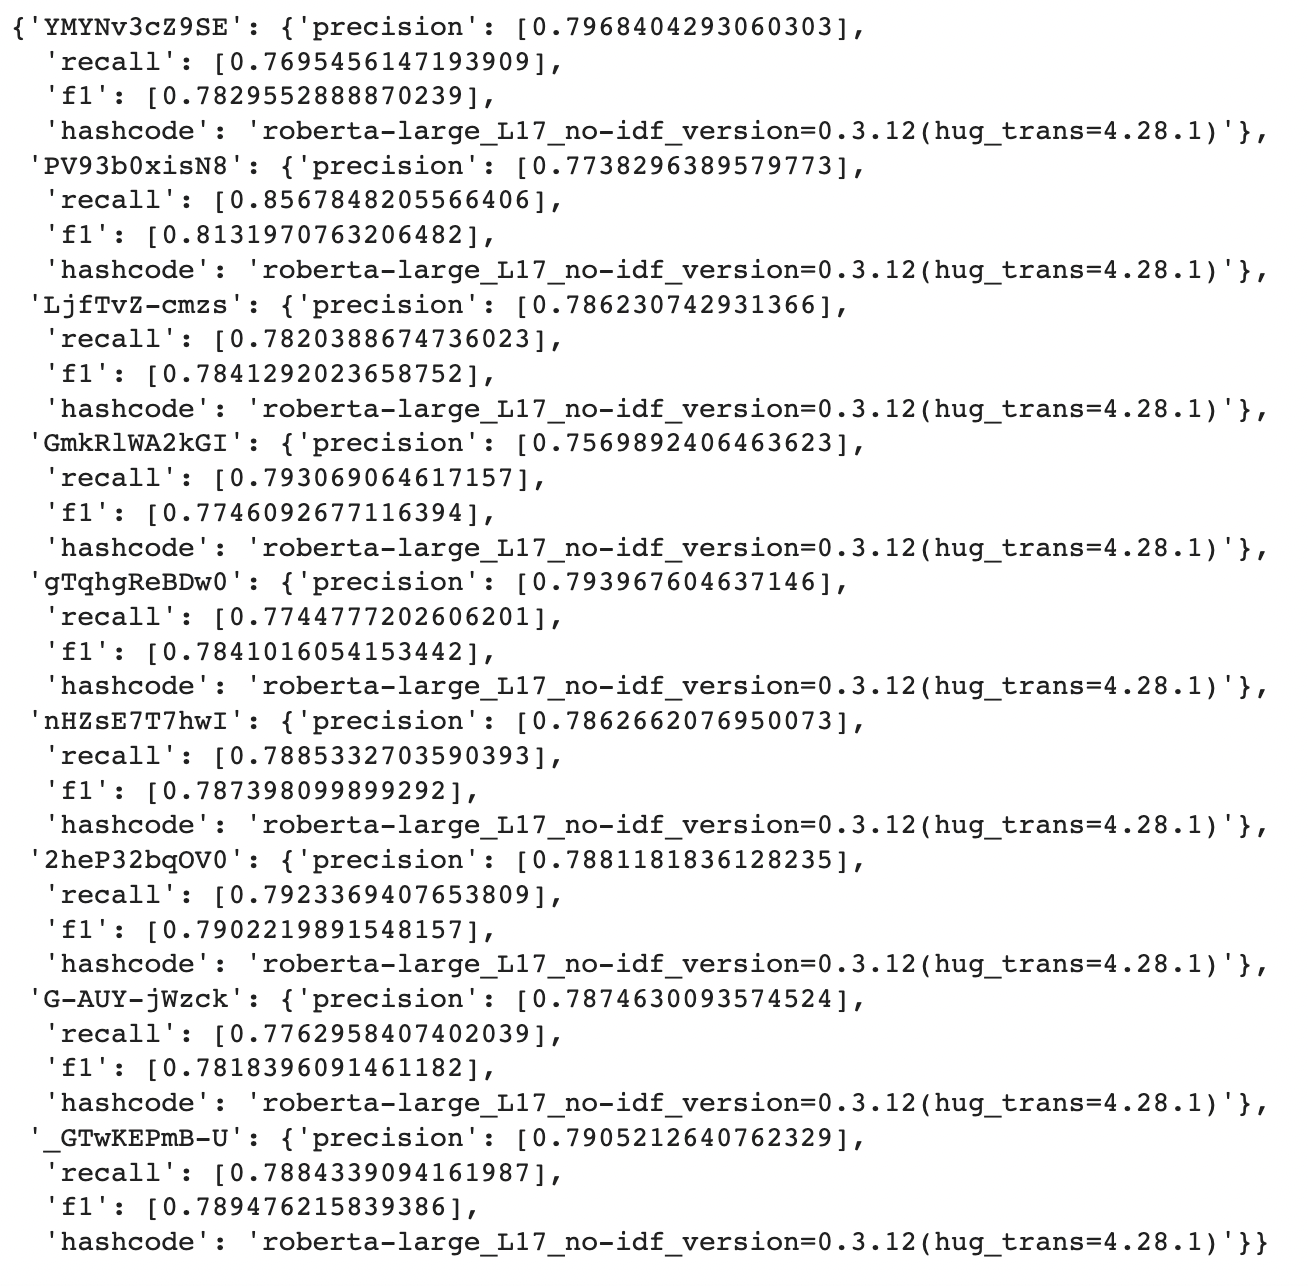 {'YMYNv3cZ9SE': {'precision': [0.7968404293060303],
'recall': [0.7695456147193909],
'f1': [0.7829552888870239],
'hashcode': 'roberta-large_L17_no-idf_version=0.3.12(hug_trans=4.28.1)'},
'PV93b0xisN8': {'precision': [0.7738296389579773],
'recall': [0.8567848205566406],
'f1': [0.8131970763206482],
'hashcode': 'roberta-large_L17_no-idf_version=0.3.12(hug_trans=4.28.1)'},
'LjfTvZ-cmzs': {'precision': [0.786230742931366],
'recall': [0.7820388674736023],
'f1': [0.7841292023658752],
'hashcode': 'roberta-large_L17_no-idf_version=0.3.12(hug_trans=4.28.1)'},
'GmkRlWA2kGI': {'precision': [0.7569892406463623],
'recall': [0.793069064617157],
'f1': [0.7746092677116394],
'hashcode': 'roberta-large_L17_no-idf_version=0.3.12(hug_trans=4.28.1)'},
'gTqhgReBDw0': {'precision': [0.793967604637146],
'recall': [0.7744777202606201],
'f1': [0.7841016054153442],
'hashcode': 'roberta-large_L17_no-idf_version=0.3.12(hug_trans=4.28.1)'},
'nHZsE7T7hwI': {'precision': [0.7862662076950073],
'recall': [0.7885332703590393],
'f1': [0.787398099899292],
'hashcode': 'roberta-large_L17_no-idf_version=0.3.12(hug_trans=4.28.1)'},
'2heP32bqOV0': {'precision': [0.7881181836128235],
'recall': [0.7923369407653809],
'f1': [0.7902219891548157],
'hashcode': 'roberta-large_L17_no-idf_version=0.3.12(hug_trans=4.28.1)'},
'G-AUY-jWzck': {'precision': [0.7874630093574524],
'recall': [0.7762958407402039],
'f1': [0.7818396091461182],
'hashcode': 'roberta-large_L17_no-idf_version=0.3.12(hug_trans=4.28.1)'},
'_GTwKEPmB-U': {'precision': [0.7905212640762329],
'recall': [0.7884339094161987],
'f1': [0.789476215839386],
'hashcode': 'roberta-large_L17_no-idf_version=0.3.12(hug_trans=4.28.1)'}}